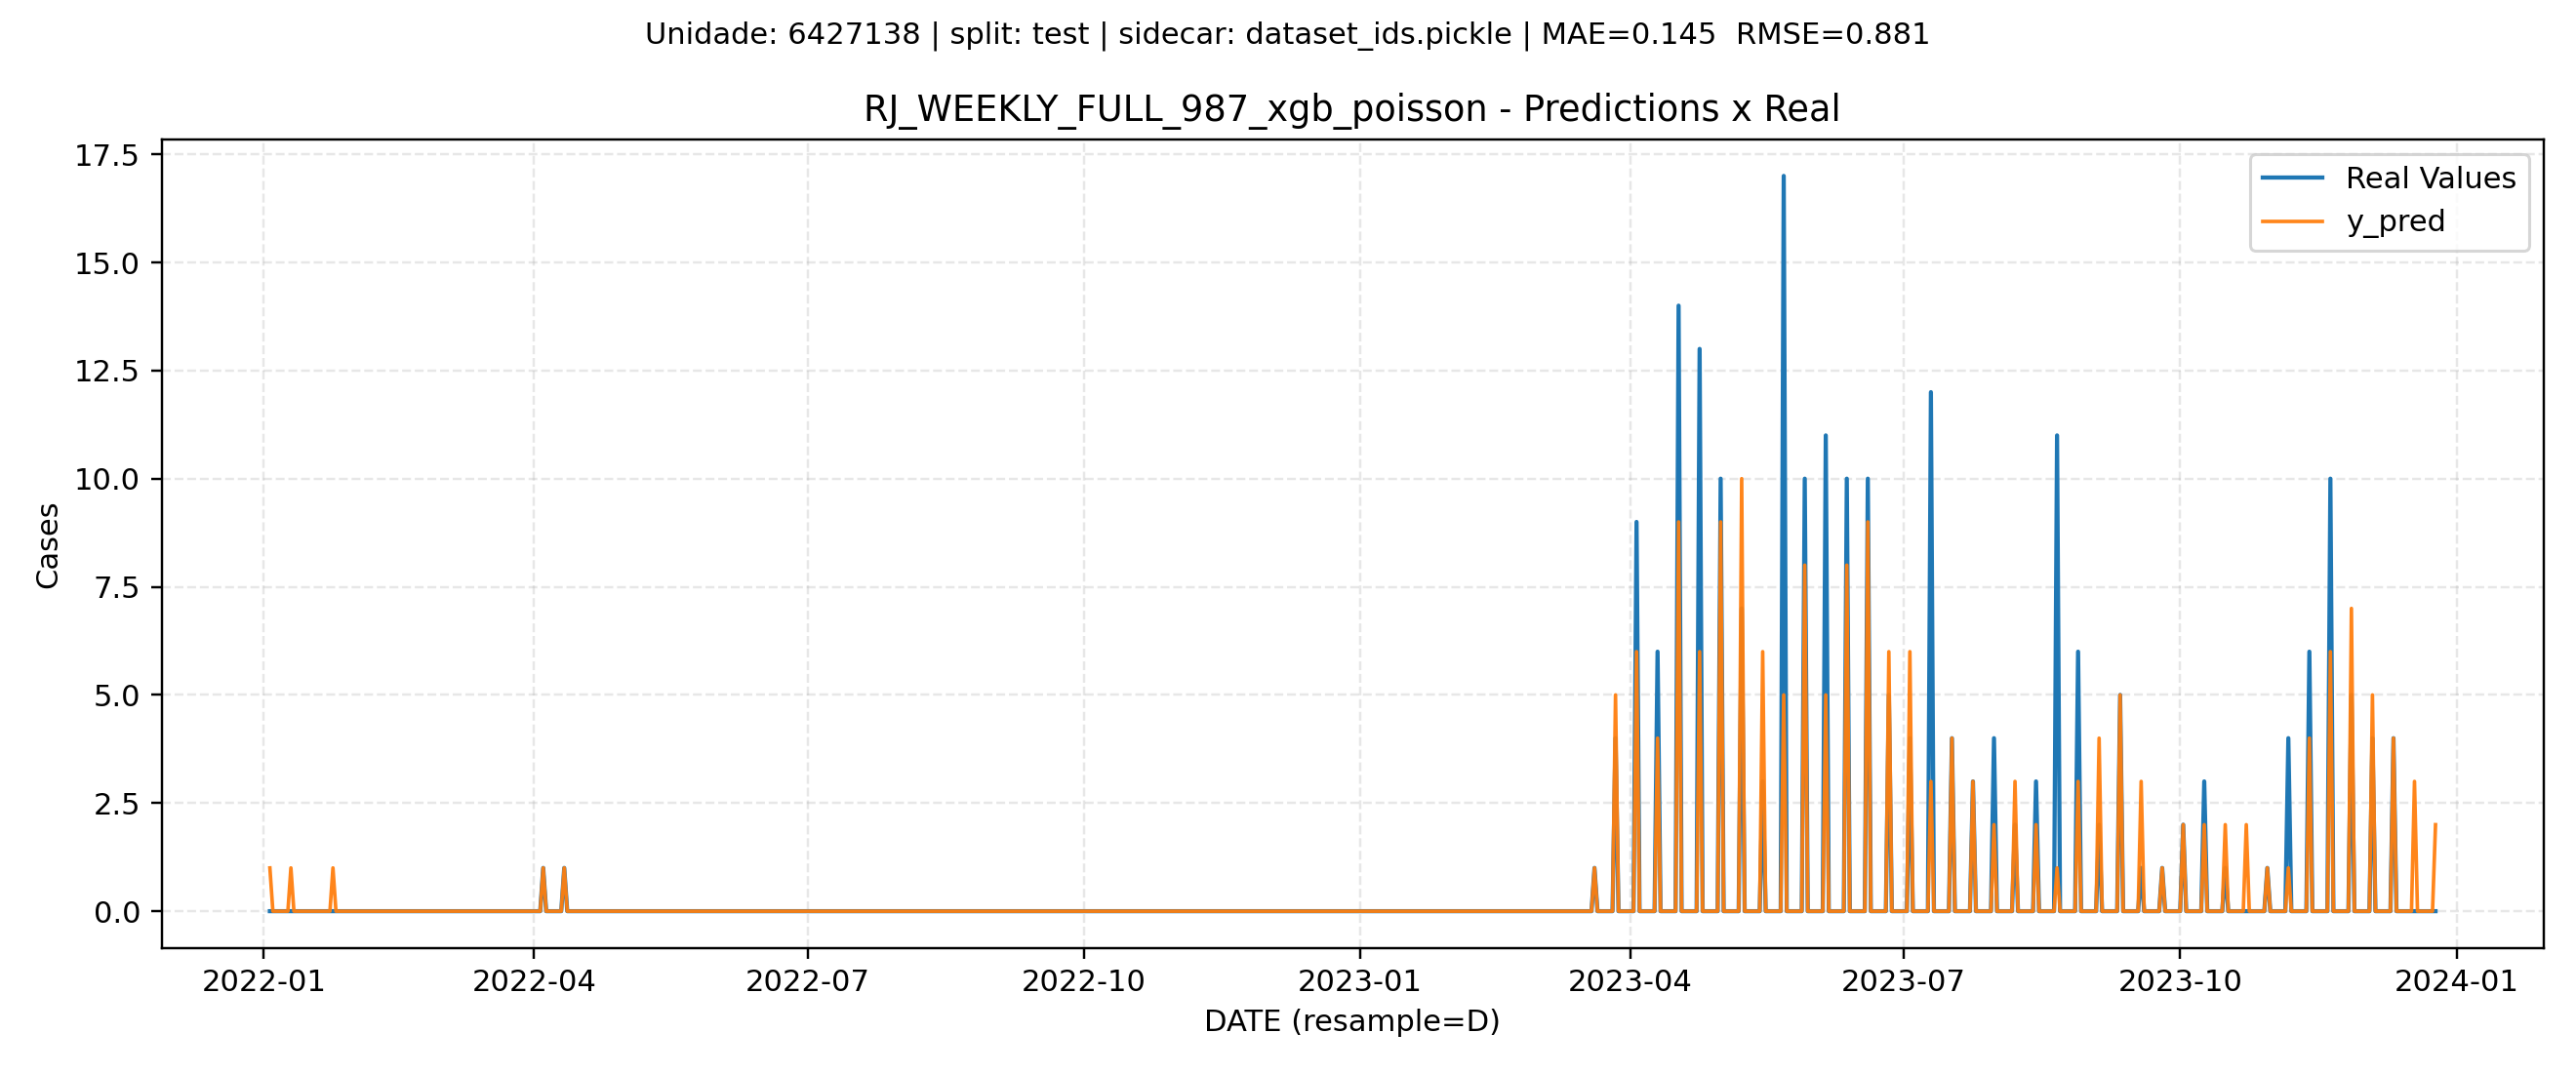 Unidade: 6427138 | split: test | sidecar: dataset_ids.pickle | MAE=0.145  RMSE=0.881
RJ_WEEKLY_FULL_987_xgb_poisson - Predictions x Real
17.5
15.0
12.5
10.0
7.5
5.0
2.5
0.0
Cases
Real Values
y_pred
2022-01 2022-04 2022-07 2022-10 2023-01 2023-04 2023-07 2023-10 2024-01
DATE (resample=D)